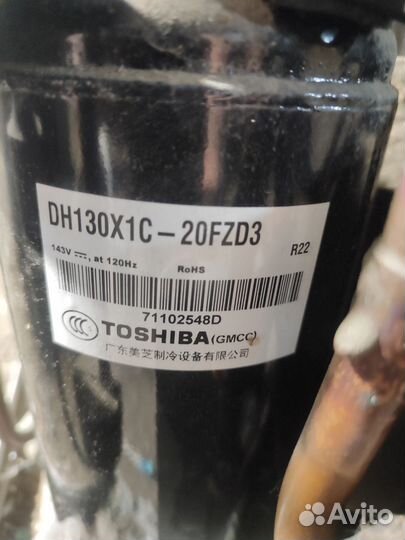 DH130X1C-20FZD3
143V ⎓, at 120Hz RoHS R22
71102548D
CCC TOSHIBA (GMCC)
广东美芝制冷设备有限公司
Avito